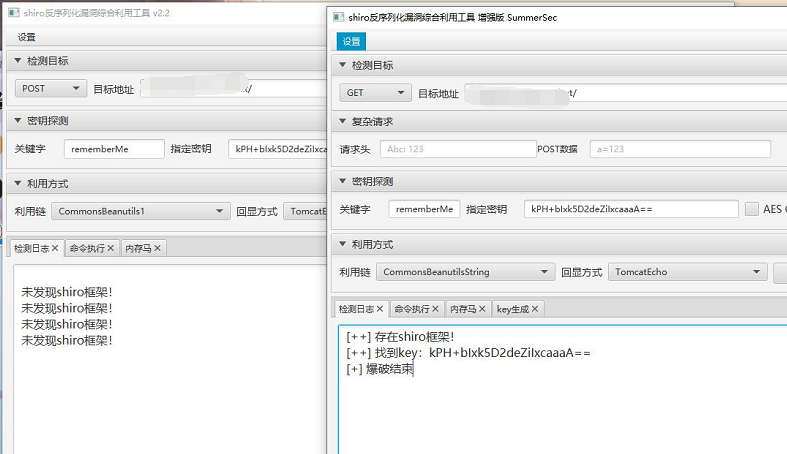 shiro反序列化漏洞综合利用工具 v2.2
设置
检测目标
POST
目标地址
密钥探测
关键字
rememberMe
指定密钥
kPH+bIxk5D2deZiIxcaaaA
利用方式
利用链
CommonsBeanutils1
回显方式
TomcatEcho
检测日志
命令执行
内存马
未发现shiro框架!
未发现shiro框架!
未发现shiro框架!
未发现shiro框架!
shiro反序列化漏洞综合利用工具 增强版 SummerSec
设置
检测目标
GET
目标地址
复杂请求
请求头
Abc: 123
POST数据
a=123
密钥探测
关键字
rememberMe
指定密钥
kPH+bIxk5D2deZiIxcaaaA==
AES
利用方式
利用链
CommonsBeanutilsString
回显方式
TomcatEcho
检测日志
命令执行
内存马
key生成
[++] 存在shiro框架!
[++] 找到key：kPH+bIxk5D2deZiIxcaaaA==
[+] 爆破结束